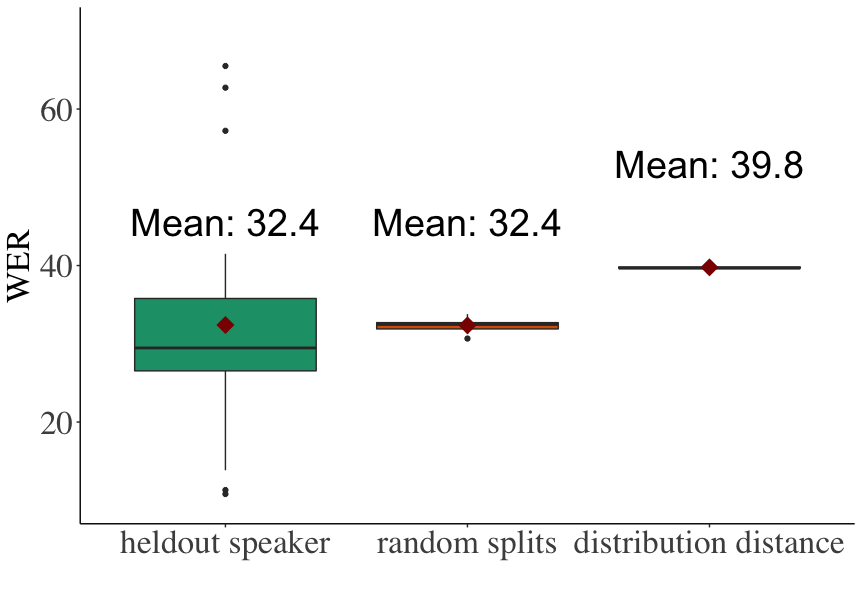 60
40
20
WER
Mean: 32.4
Mean: 32.4
Mean: 39.8
heldout speaker
random splits
distribution distance